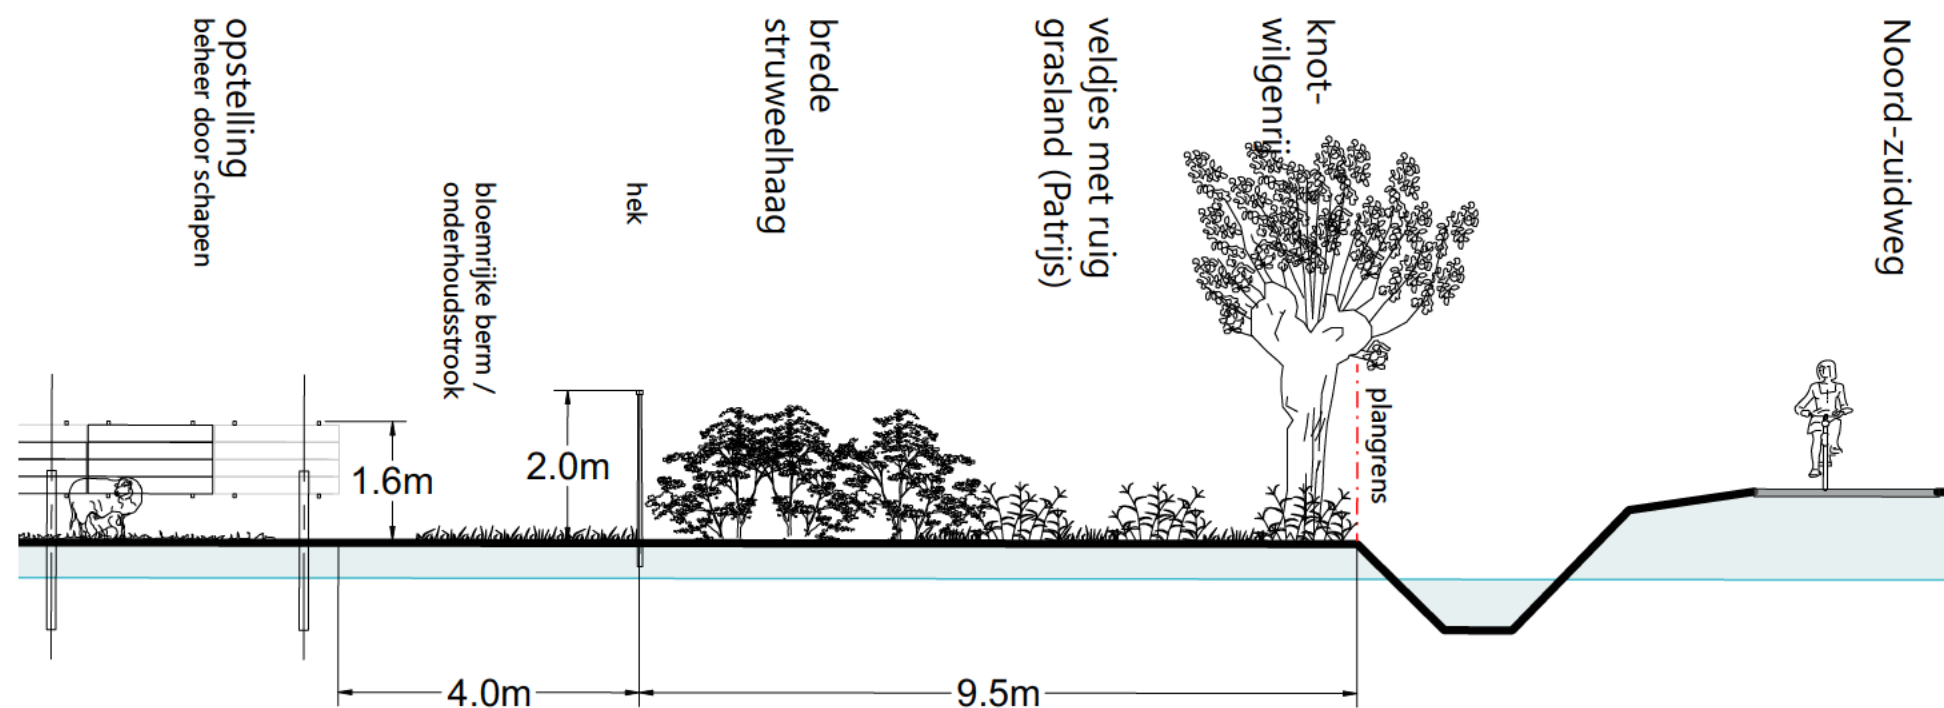 opstelling
beheer door schapen
bloemrijke berm /
onderhoudsstrook
hek
brede
struweelhaag
veldjes met ruig
grasland (Patrijs)
knot-
wilgenrij
Noord-zuidweg
plangrens
1.6m
2.0m
4.0m
9.5m